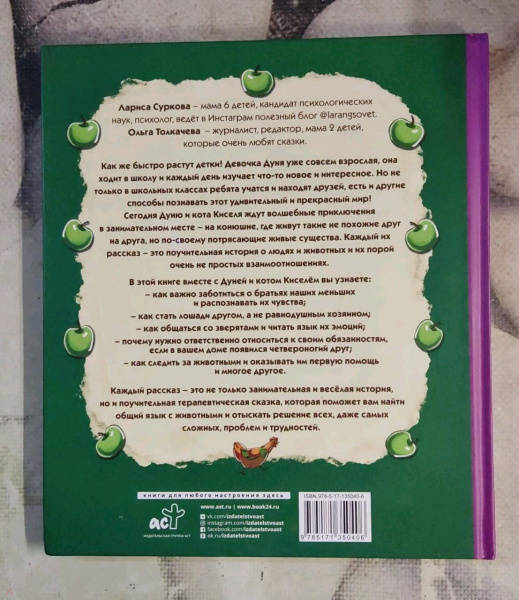 Лариса Суркова – мама 6 детей, кандидат психологических
наук, психолог, ведёт в Инстаграм полезный блог @larangsovet.
Ольга Толкачева – журналист, редактор, мама 2 детей,
которые очень любят сказки.
Как же быстро растут детки! Девочка Дуня уже совсем взрослая, она
ходит в школу и каждый день изучает что-то новое и интересное. Но не
только в школьных классах ребята учатся и находят друзей, есть и другие
способы познавать этот удивительный и прекрасный мир!
Сегодня Дуню и кота Киселя ждут волшебные приключения
в занимательном месте – на конюшне, где живут такие не похожие друг
на друга, но по-своему потрясающие живые существа. Каждый их
рассказ – это поучительная история о людях и животных и их порой
очень не простых взаимоотношениях.
В этой книге вместе с Дуней и котом Киселём вы узнаете:
– как важно заботиться о братьях наших меньших
и распознавать их чувства;
– как стать лошади другом, а не равнодушным хозяином;
– как общаться со зверятами и читать язык их эмоций;
– почему нужно ответственно относиться к своим обязанностям,
если в вашем доме появился четвероногий друг;
– как следить за животными и оказывать им первую помощь
и многое другое.
Каждый рассказ – это не только занимательная и весёлая история,
но и поучительная терапевтическая сказка, которая поможет вам найти
общий язык с животными и отыскать решение всех, даже самых
сложных, проблем и трудностей.
книги для любого настроения здесь
аст
ИЗДАТЕЛЬСКАЯ ГРУППА АСТ
www.ast.ru | www.book24.ru
vk.com/izdatelstvoast
instagram.com/izdatelstvoast
facebook.com/izdatelstvoast
ok.ru/izdatelstvoast
ISBN 978-5-17-135040-6
9785171350406